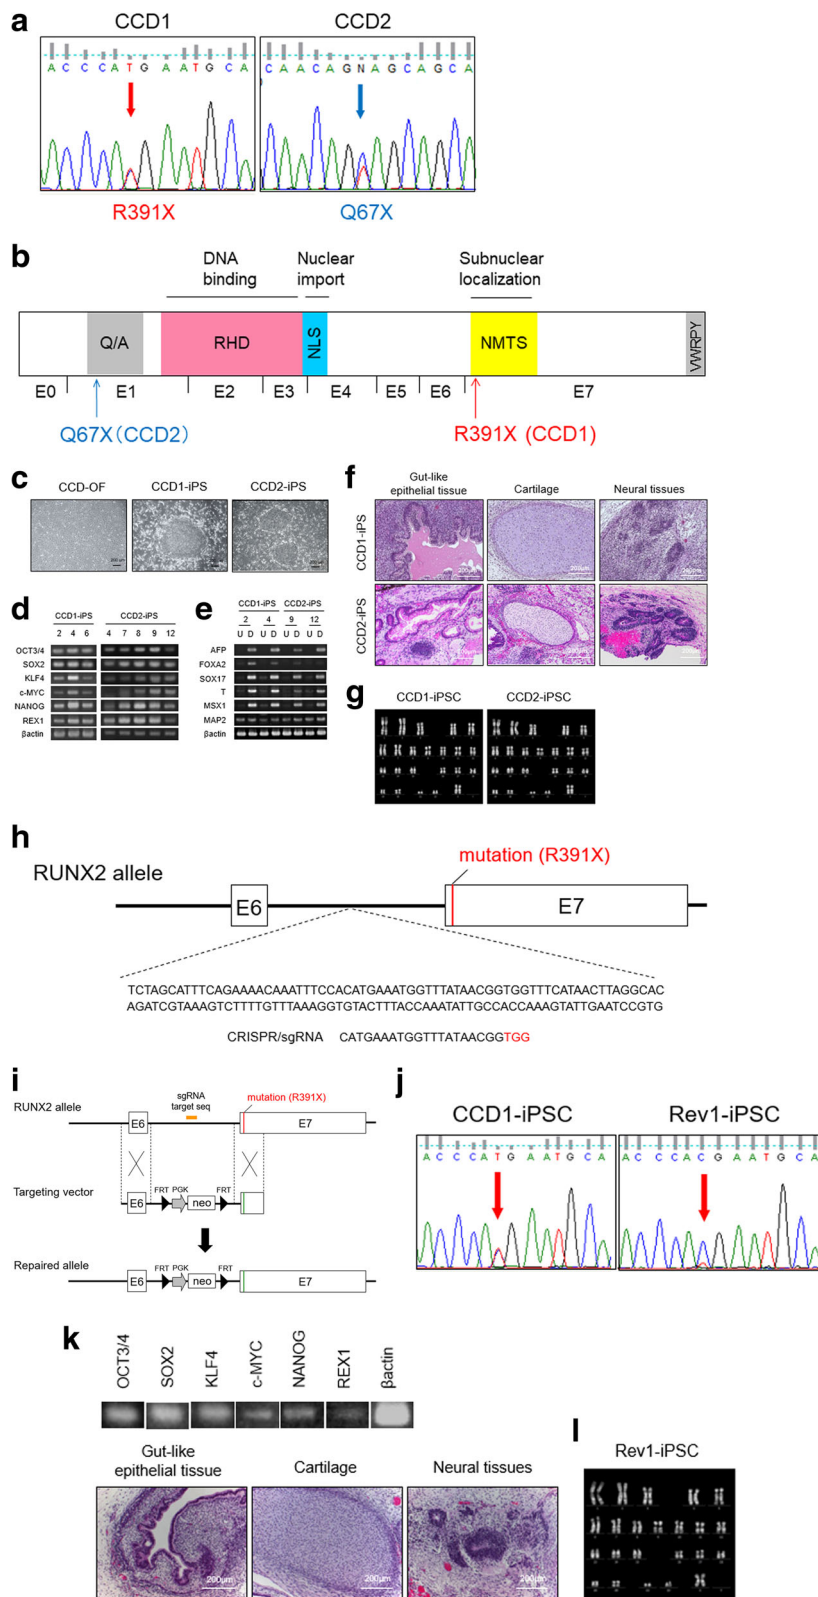 a
CCD1
CCD2
A C C C A T G A A T G C A
C A A C A G N A G C A G C A
R391X
Q67X
b
DNA binding
Nuclear import
Subnuclear localization
Q/A
RHD
NLS
NMTS
VWRPY
E0
E1
E2
E3
E4
E5
E6
E7
Q67X(CCD2)
R391X (CCD1)
c
CCD-OF
CCD1-iPS
CCD2-iPS
d
CCD1-iPS
CCD2-iPS
2 4 6
4 7 8 8 9 12
OCT3/4
SOX2
KLF4
c-MYC
NANOG
REX1
βactin
e
CCD1-iPS
CCD2-iPS
2 4 9 12
U D U D U D U D
AFP
FOXA2
SOX17
T
MSX1
MAP2
βactin
f
Gut-like epithelial tissue
Cartilage
Neural tissues
CCD1-iPS
200μm
200μm
200μm
CCD2-iPS
g
CCD1-iPSC
CCD2-iPSC
h
RUNX2 allele
mutation (R391X)
E6
E7
TCTAGCATTTCAGAAAACAAATTTCCACATGAAATGGTTTATAACGGTGGTTTCATAACTTAGGCAC
AGATCGTAAAGTCTTTTGTTTAAAGGTGTACTTTACCAAATATTGCCACCAAAGTATTGAATCCGTG
CRISPR/sgRNA CATGAAATGGTTTATAACGGTGG
i
RUNX2 allele
sgRNA target seq
mutation (R391X)
E6
E7
Targeting vector
E6
FRT
PGK
neo
FRT
Repaired allele
E6
FRT
PGK
neo
FRT
E7
j
CCD1-iPSC
Rev1-iPSC
A C C C A T G A A T G C A
A C C C A C G A A T G C A
k
OCT3/4
SOX2
KLF4
c-MYC
NANOG
REX1
βactin
Gut-like epithelial tissue
Cartilage
Neural tissues
200μm
200μm
200μm
l
Rev1-iPSC